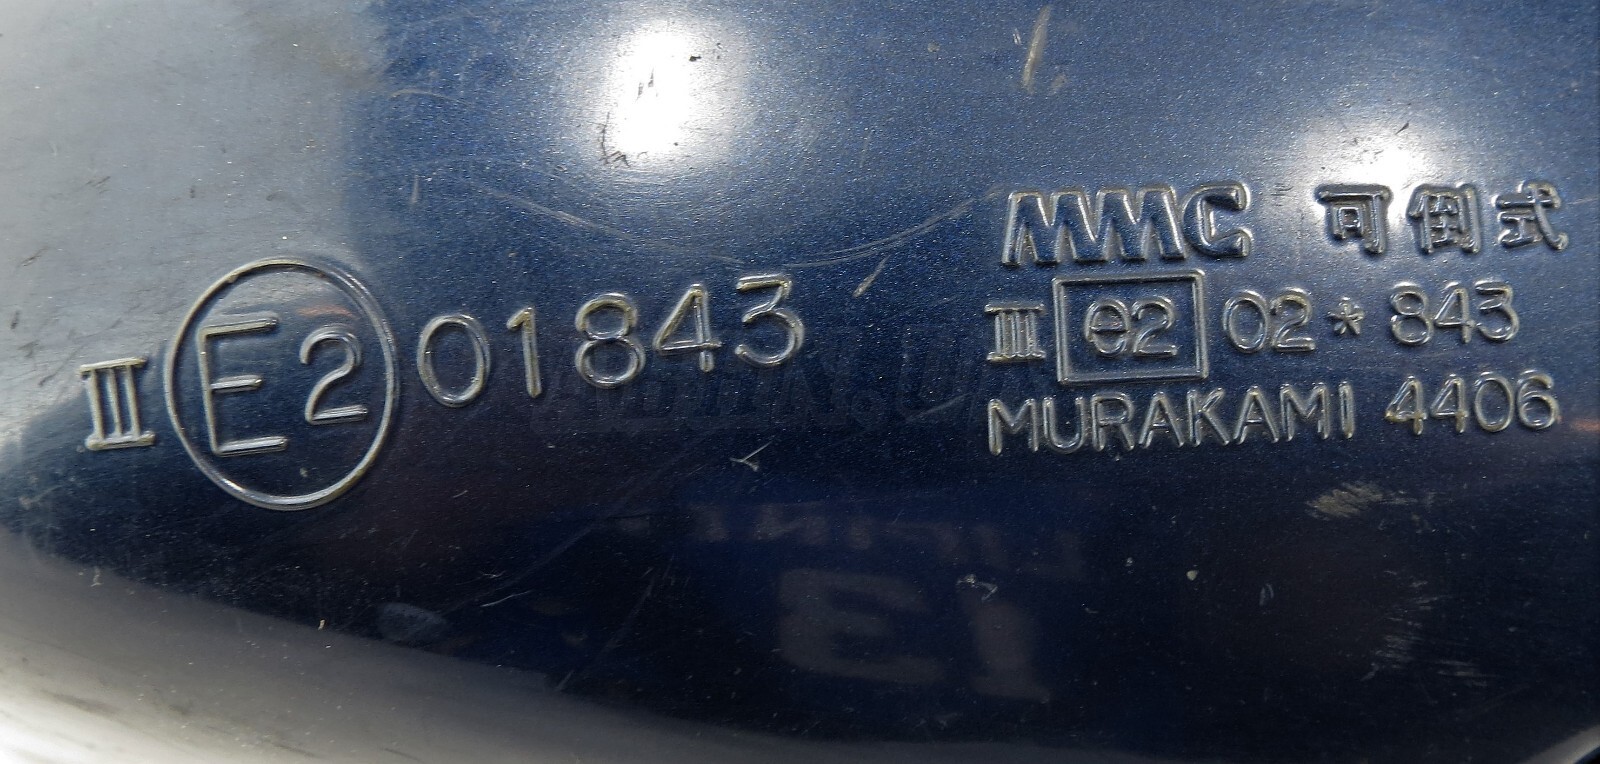 III E2 01843
MMC 可倒式
III e2 02*843
MURAKAMI 4406